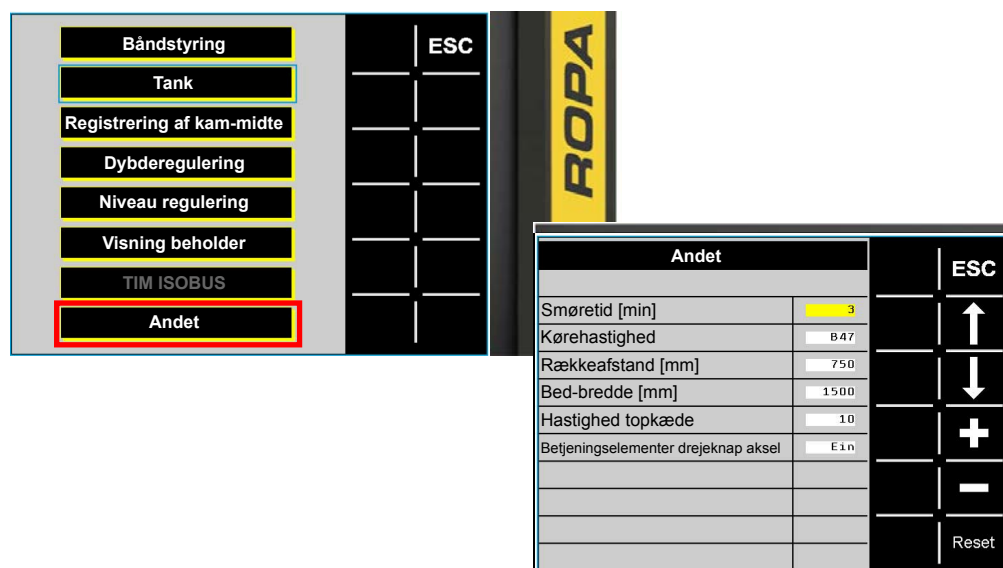 Båndstyring
Tank
Registrering af kam-midte
Dybderegulering
Niveau regulering
Visning beholder
TIM ISOBUS
Andet
ESC
ROPA
Andet
Smøretid [min] 3
Kørehastighed B47
Rækkeafstand [mm] 750
Bed-bredde [mm] 1500
Hastighed topkæde 10
Betjeningselementer drejeknap aksel Ein
ESC
Reset